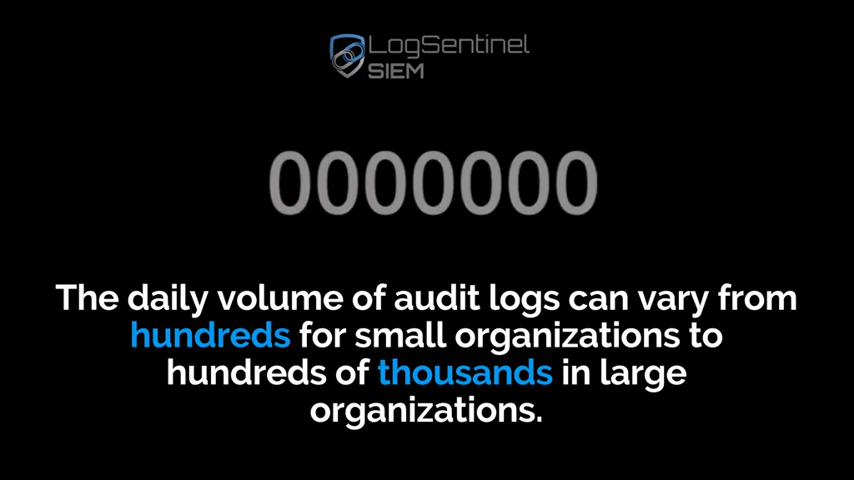 LogSentinel
SIEM
0000000
The daily volume of audit logs can vary from
hundreds for small organizations to
hundreds of thousands in large
organizations.